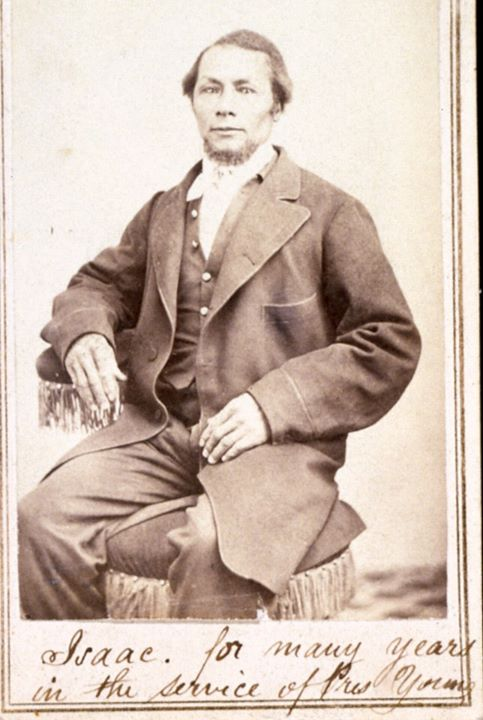 Isaac. for many years
in the service of Pres Young